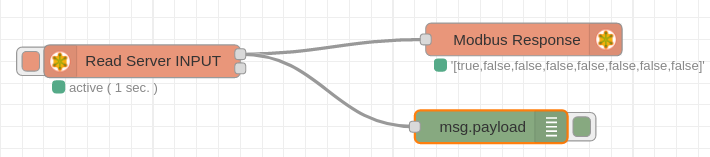 Modbus Response
Read Server INPUT
'[true,false,false,false,false,false,false,false]'
active ( 1 sec. )
msg.payload